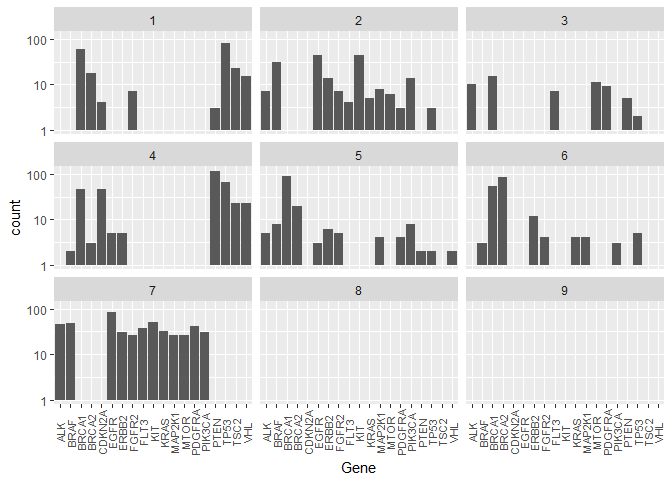 1 2 3
100
10
1
4 5 6
100
10
1
7 8 9
100
10
1
count
ALK BRAF BRCA1 BRCA2 CDKN2A EGFR ERBB2 FGFR2 FLT3 KIT KRAS MAP2K1 MTOR PDGFRA PIK3CA PTEN TP53 TSC2 VHL
ALK BRAF BRCA1 BRCA2 CDKN2A EGFR ERBB2 FGFR2 FLT3 KIT KRAS MAP2K1 MTOR PDGFRA PIK3CA PTEN TP53 TSC2 VHL
ALK BRAF BRCA1 BRCA2 CDKN2A EGFR ERBB2 FGFR2 FLT3 KIT KRAS MAP2K1 MTOR PDGFRA PIK3CA PTEN TP53 TSC2 VHL
Gene